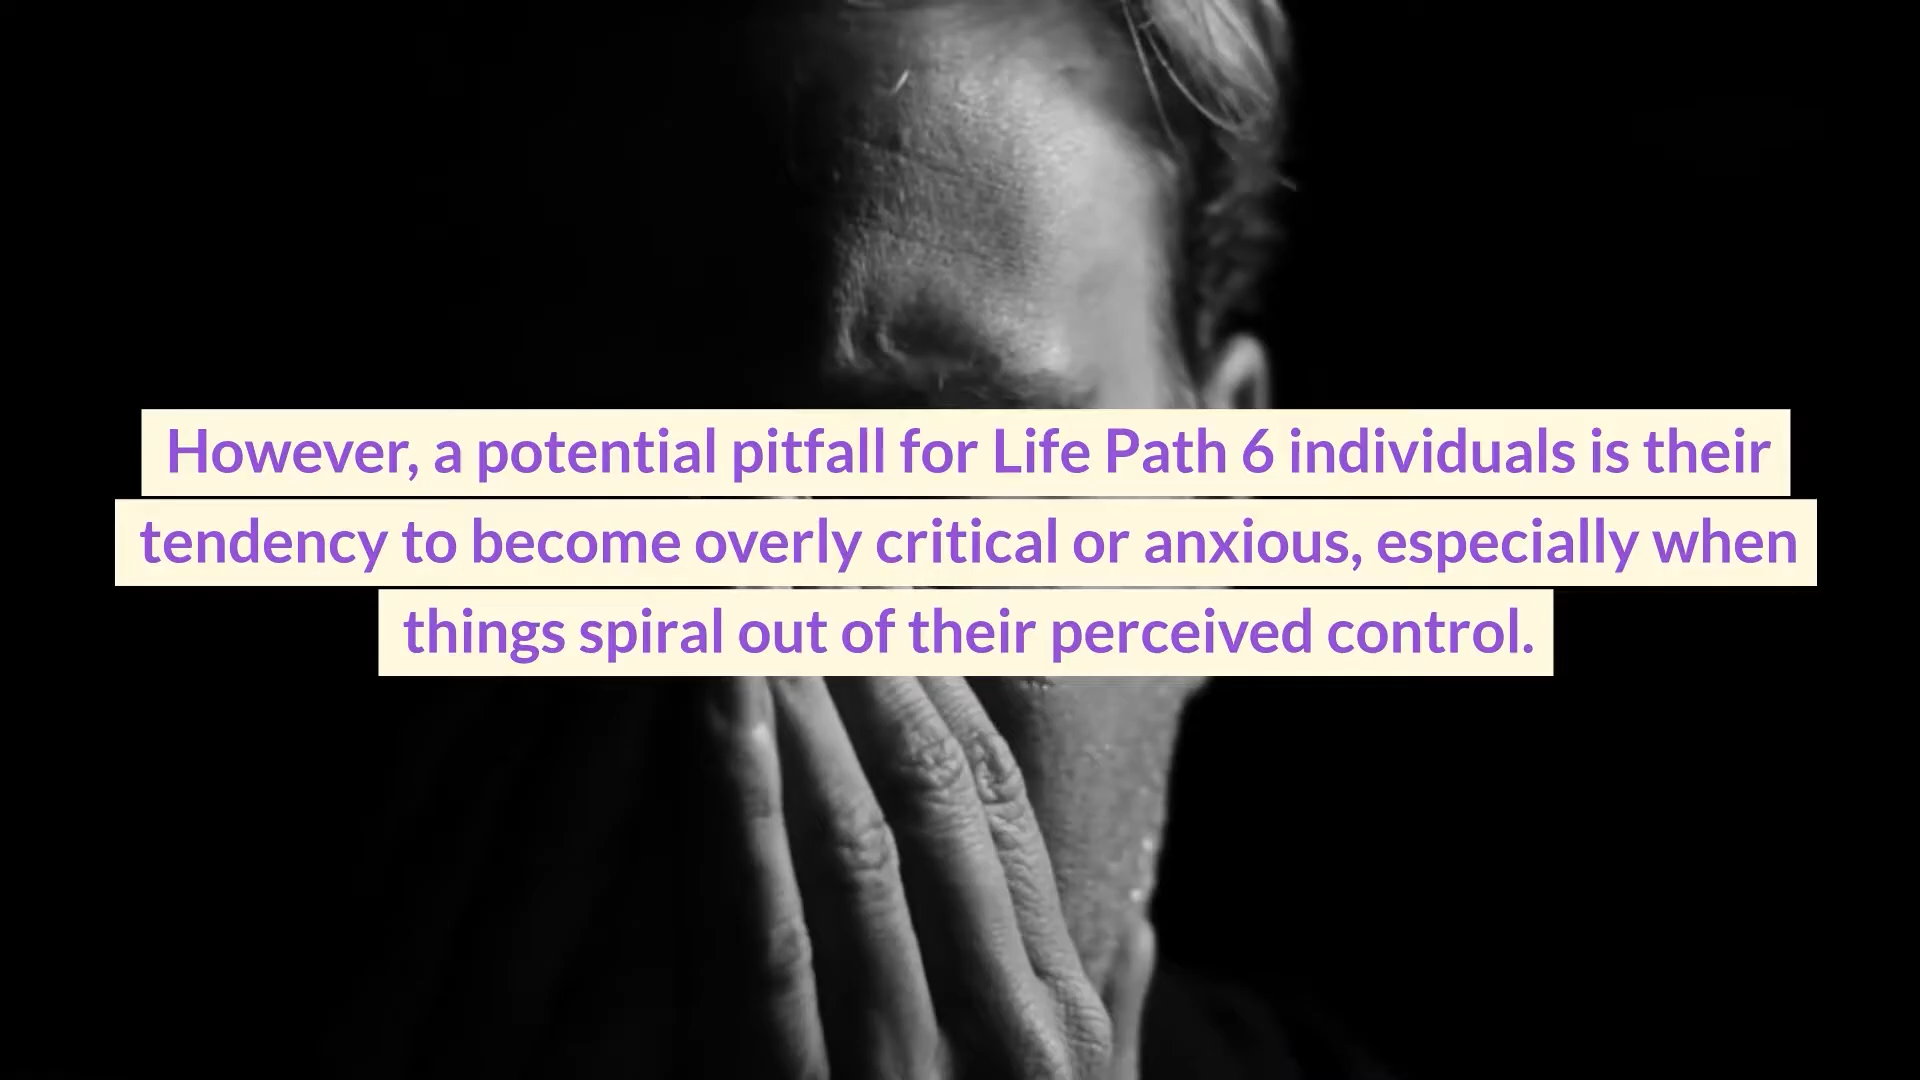 However, a potential pitfall for Life Path 6 individuals is their
tendency to become overly critical or anxious, especially when
things spiral out of their perceived control.